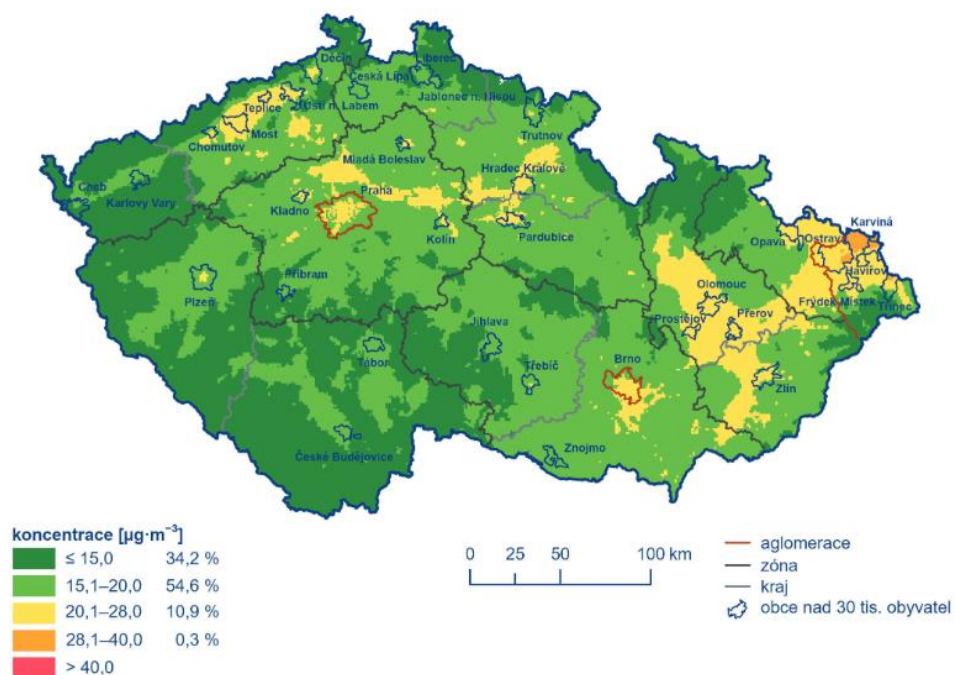 Děčín
Liberec
Česká Lípa
Jablonec n. Nisou
Teplice
Ústí n. Labem
Most
Trutnov
Chomutov
Mladá Boleslav
Hradec Králové
Cheb
Karlovy Vary
Praha
Kladno
Karviná
Kolín
Pardubice
Opava
Ostrava
Havířov
Plzeň
Příbram
Olomouc
Frýdek-Místek
Třinec
Prostějov
Přerov
Jihlava
Tábor
Třebíč
Brno
Zlín
České Budějovice
Znojmo
koncentrace [µg·m⁻³]
≤ 15,0 34,2 %
15,1–20,0 54,6 %
20,1–28,0 10,9 %
28,1–40,0 0,3 %
> 40,0
0 25 50 100 km
aglomerace
zóna
kraj
obce nad 30 tis. obyvatel